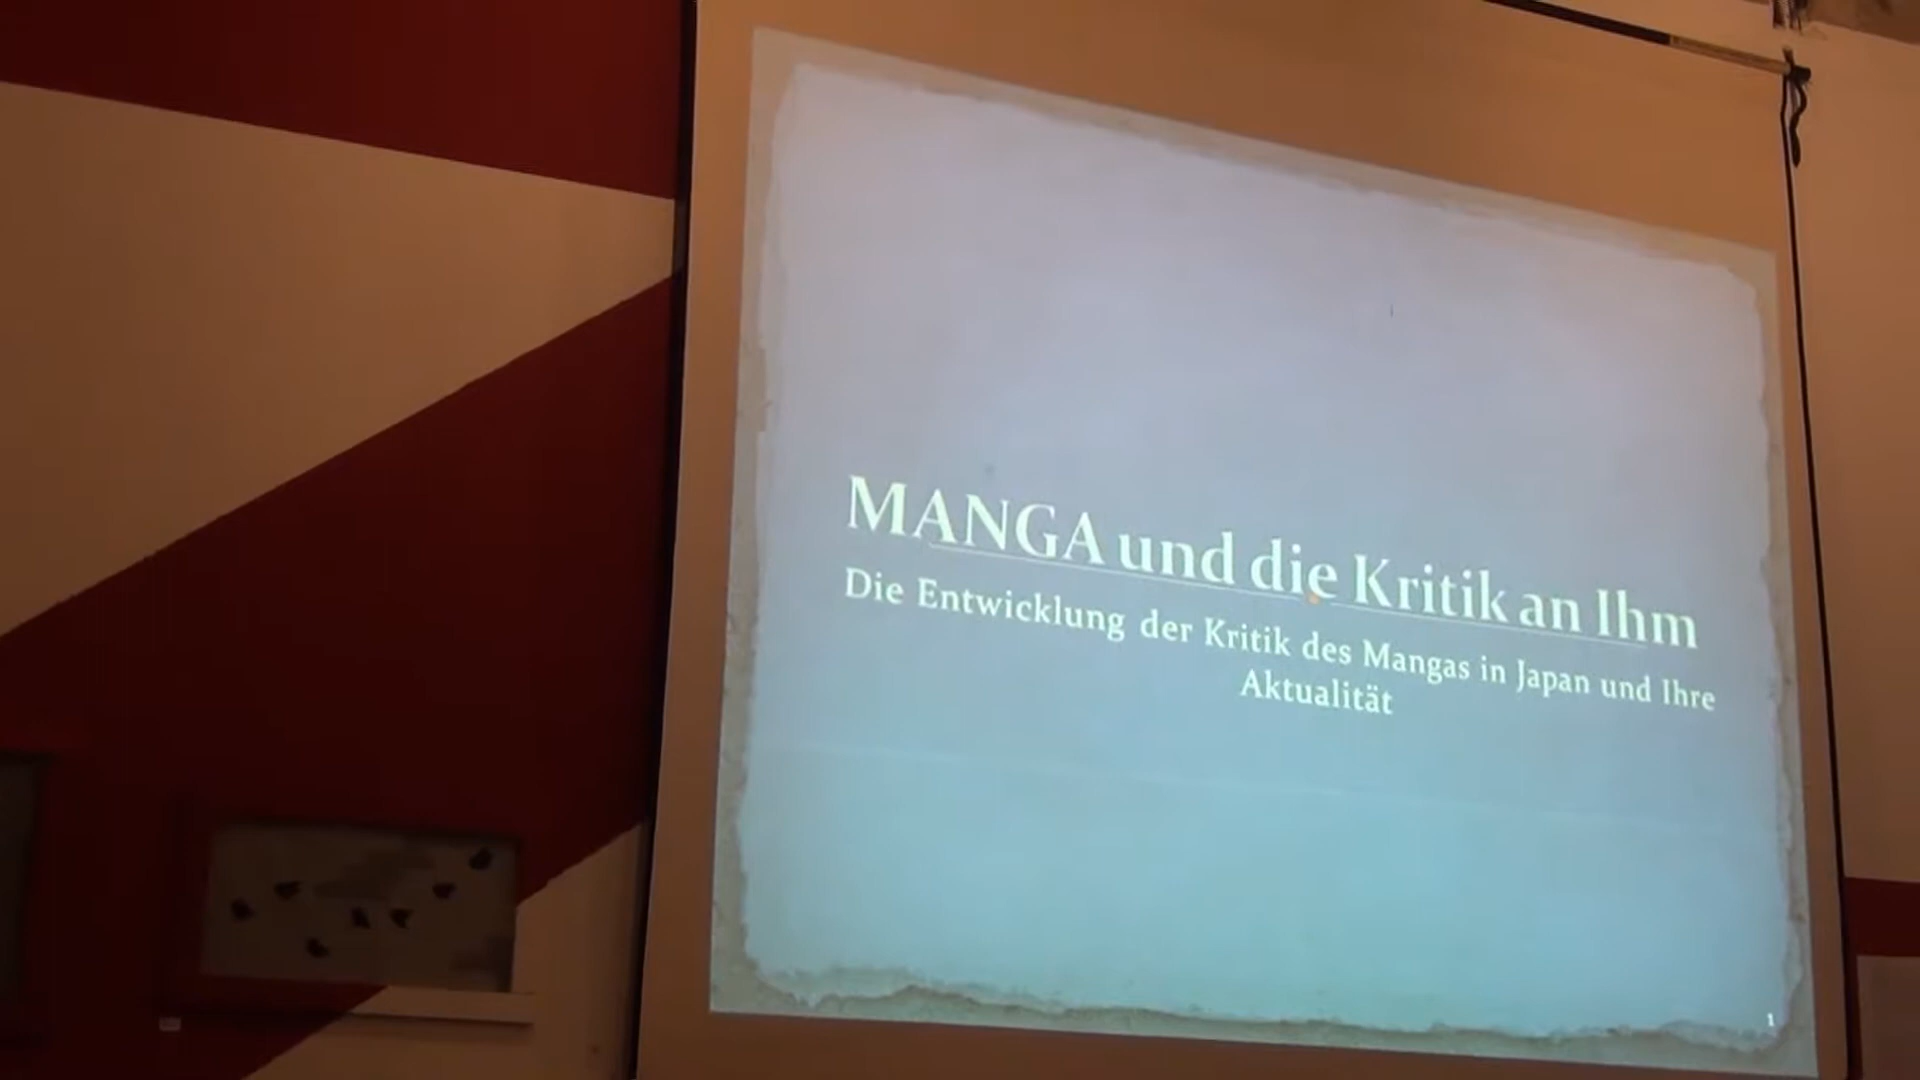 MANGA und die Kritik an Ihm
Die Entwicklung der Kritik des Mangas in Japan und Ihre
Aktualität
1